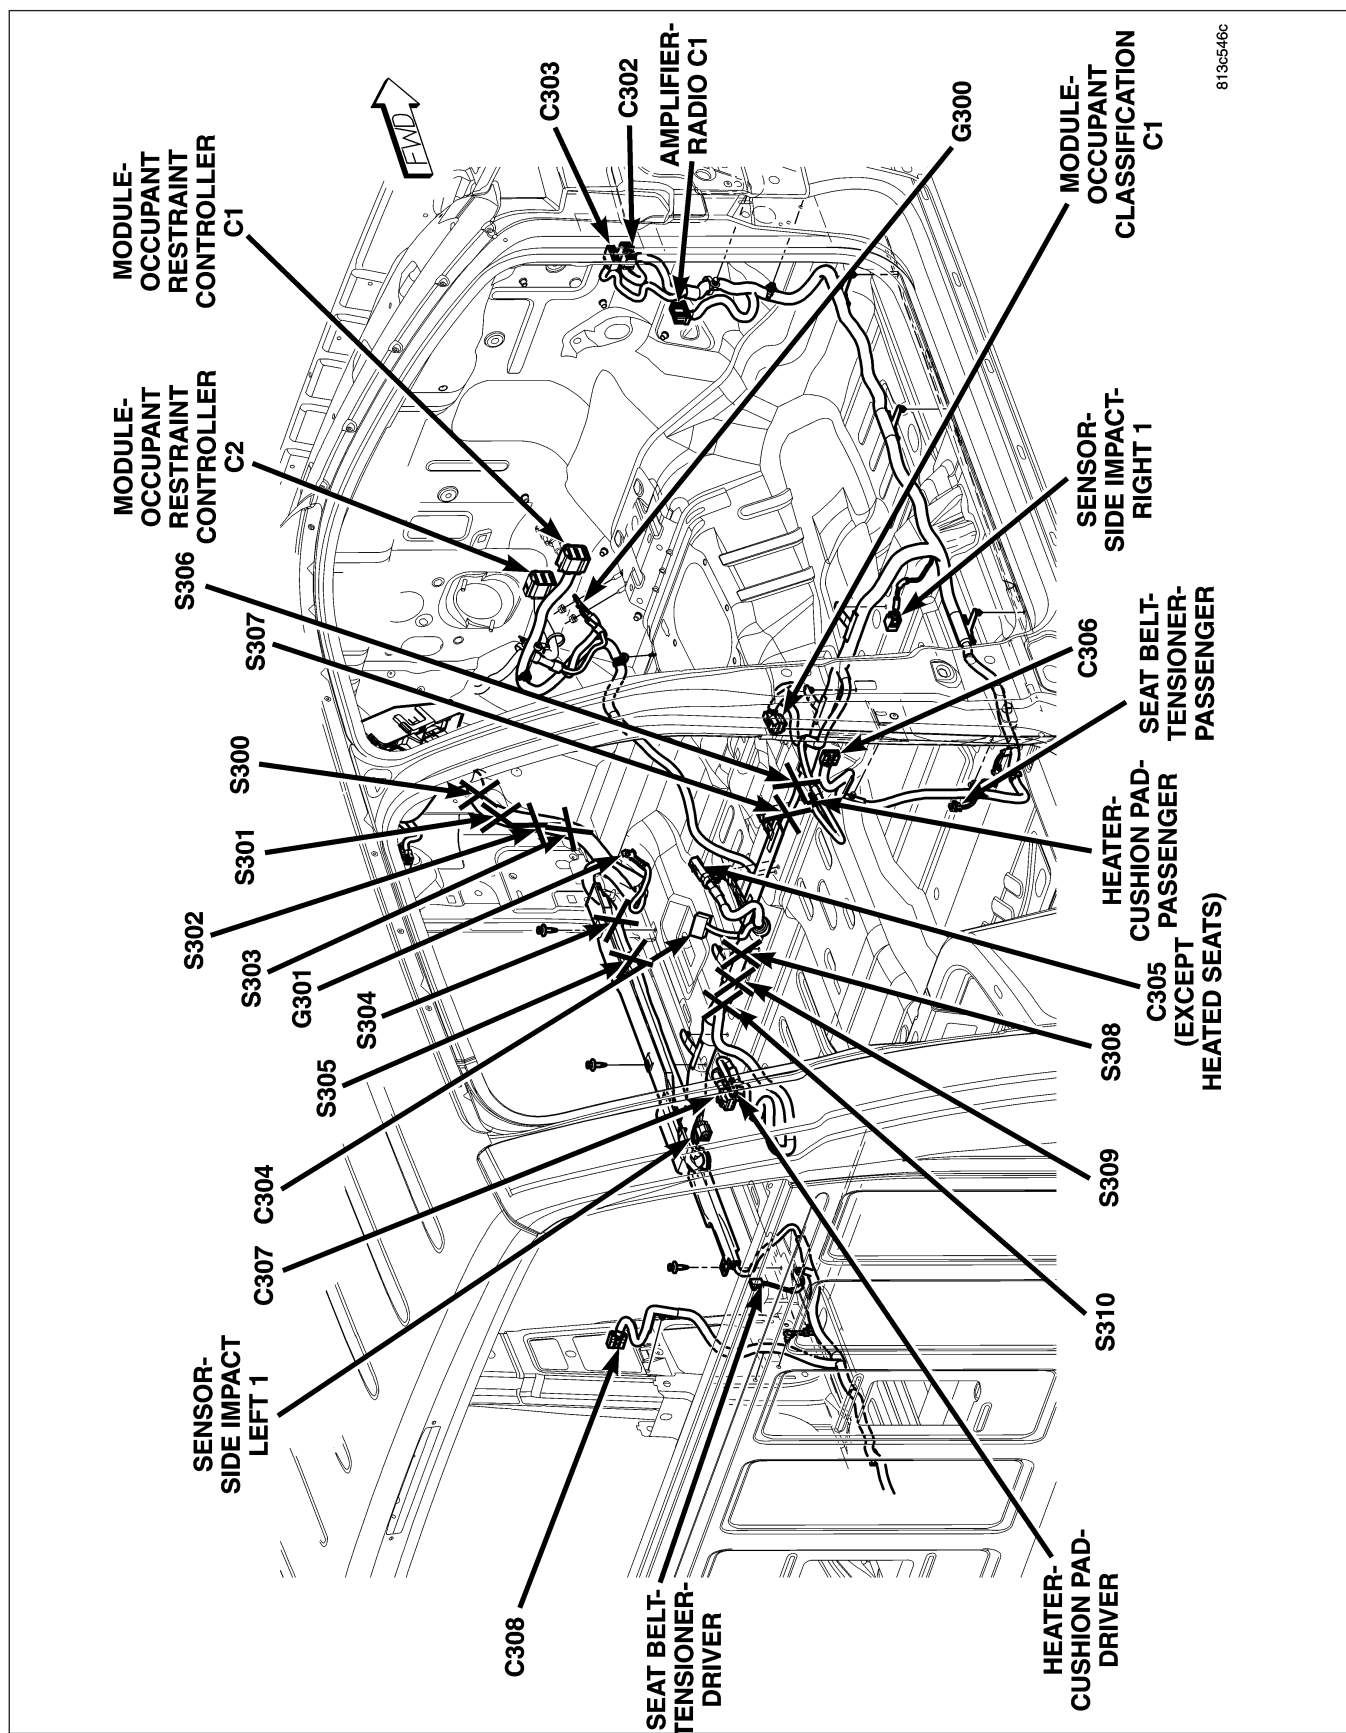 813c546c
FWD
MODULE-
OCCUPANT
RESTRAINT
CONTROLLER
C1
C303
C302
AMPLIFIER-
RADIO C1
G300
MODULE-
OCCUPANT
CLASSIFICATION
C1
MODULE-
OCCUPANT
RESTRAINT
CONTROLLER
C2
SENSOR-
SIDE IMPACT-
RIGHT 1
S306
S307
C306
SEAT BELT-
TENSIONER-
PASSENGER
S300
S301
S302
S303
G301
S304
S305
HEATER-
CUSHION PAD-
PASSENGER
C305
(EXCEPT
HEATED SEATS)
S308
C304
S309
C307
S310
SENSOR-
SIDE IMPACT
LEFT 1
C308
SEAT BELT-
TENSIONER-
DRIVER
HEATER-
CUSHION PAD-
DRIVER